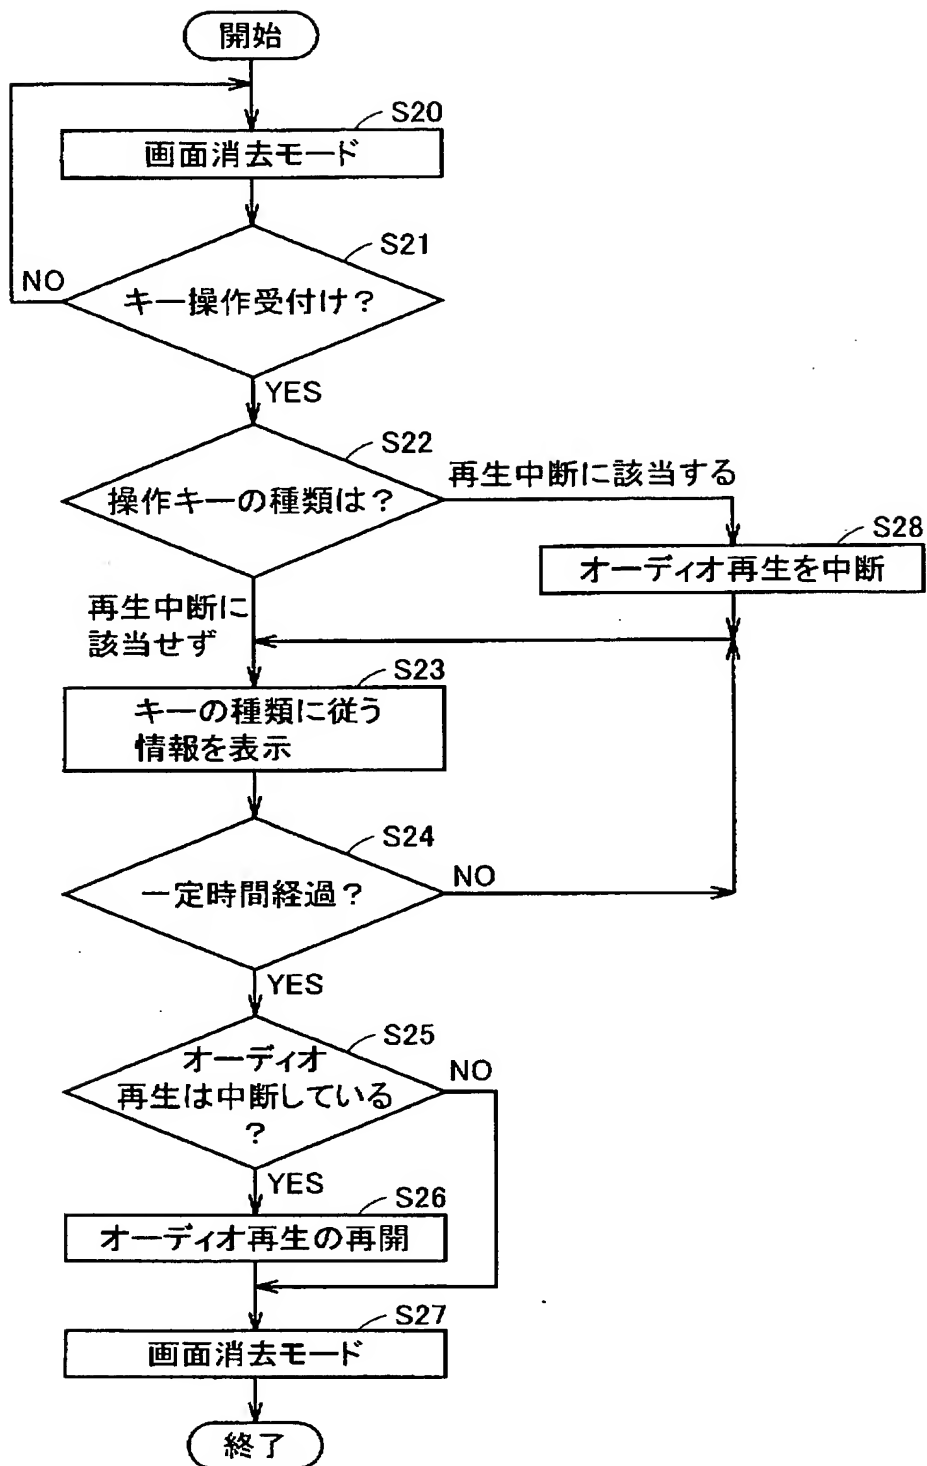 開始
S20
画面消去モード
S21
NO
キー操作受付け?
YES
S22
操作キーの種類は?
再生中断に該当する
S28
オーディオ再生を中断
再生中断に
該当せず
S23
キーの種類に従う
情報を表示
S24
一定時間経過?
NO
YES
S25
オーディオ
再生は中断している
?
NO
YES
S26
オーディオ再生の再開
S27
画面消去モード
終了